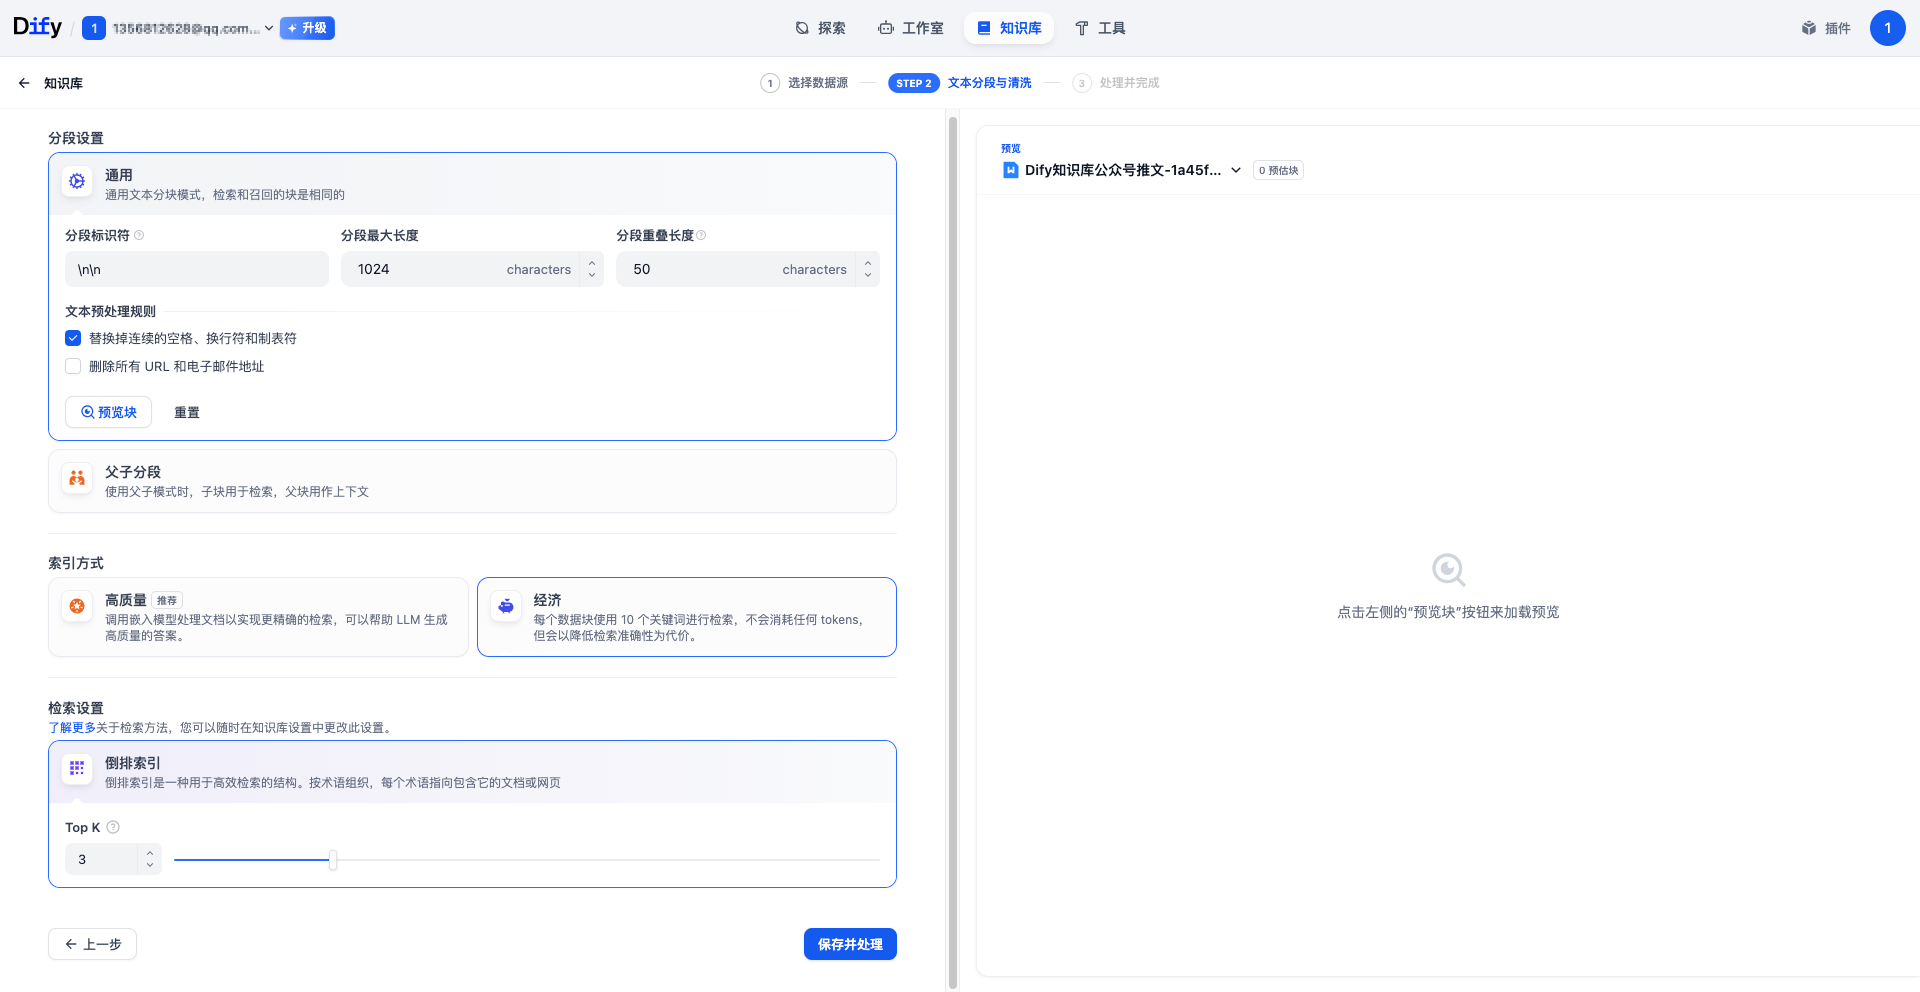 Dify
1
升级
探索
工作室
知识库
工具
插件
1
知识库
1 选择数据源
STEP 2 文本分段与清洗
3 处理并完成
分段设置
通用
通用文本分块模式，检索和召回的块是相同的
分段标识符
分段最大长度
分段重叠长度
\n\n
1024 characters
50 characters
文本预处理规则
替换掉连续的空格、换行符和制表符
删除所有 URL 和电子邮件地址
预览块
重置
父子分段
使用父子模式时，子块用于检索，父块用作上下文
索引方式
高质量 推荐
调用嵌入模型处理文档以实现更精确的检索，可以帮助 LLM 生成
高质量的答案。
经济
每个数据块使用 10 个关键词进行检索，不会消耗任何 tokens，
但会以降低检索准确性为代价。
检索设置
了解更多关于检索方法，您可以随时在知识库设置中更改此设置。
倒排索引
倒排索引是一种用于高效检索的结构。按术语组织，每个术语指向包含它的文档或网页
Top K
3
上一步
保存并处理
预览
Dify知识库公众号推文-1a45f...
0 预估块
点击左侧的“预览块”按钮来加载预览